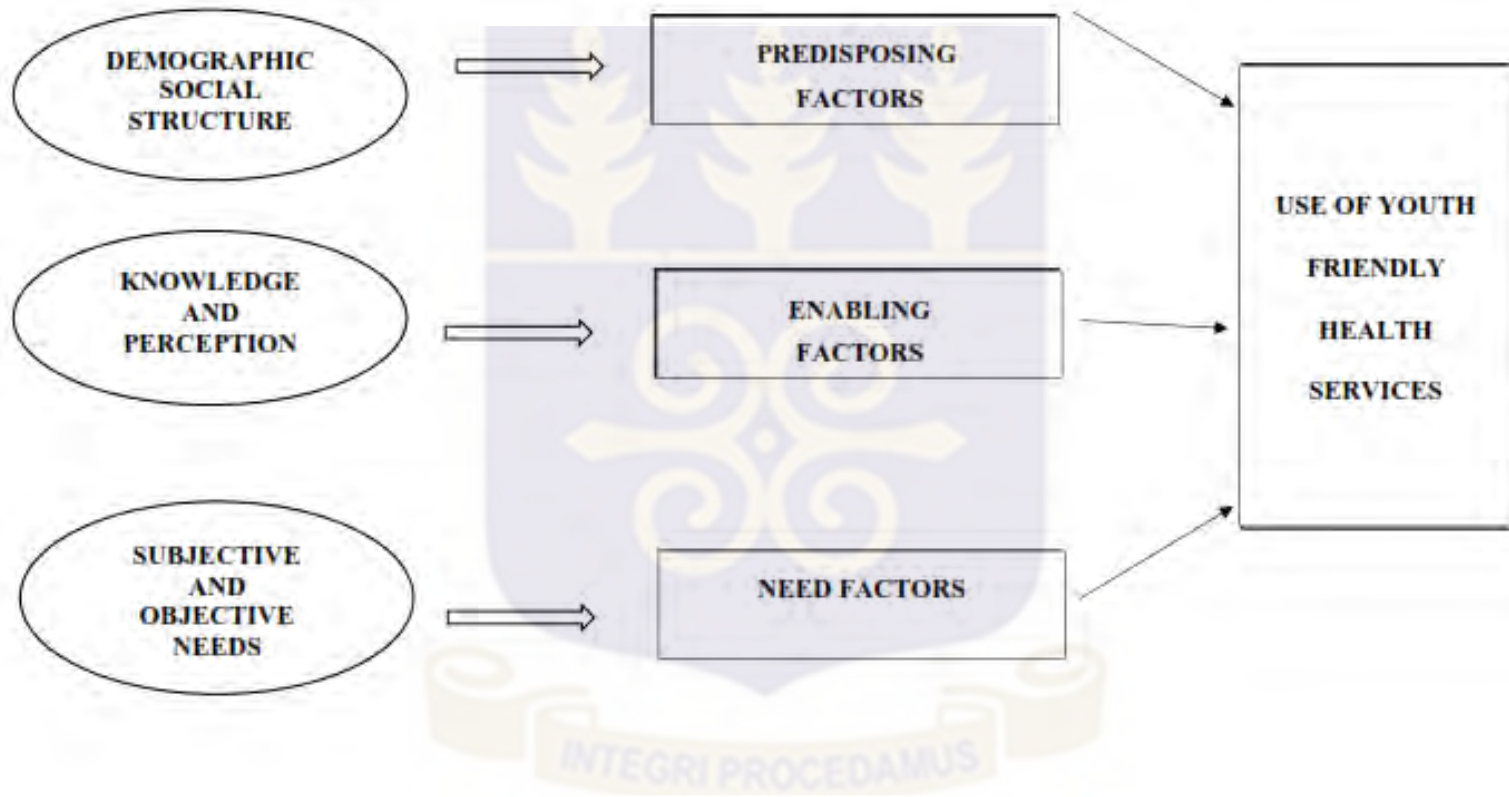 DEMOGRAPHIC
SOCIAL
STRUCTURE
PREDISPOSING
FACTORS
KNOWLEDGE
AND
PERCEPTION
ENABLING
FACTORS
SUBJECTIVE
AND
OBJECTIVE
NEEDS
NEED FACTORS
USE OF YOUTH
FRIENDLY
HEALTH
SERVICES
INTEGRI PROCEDAMUS